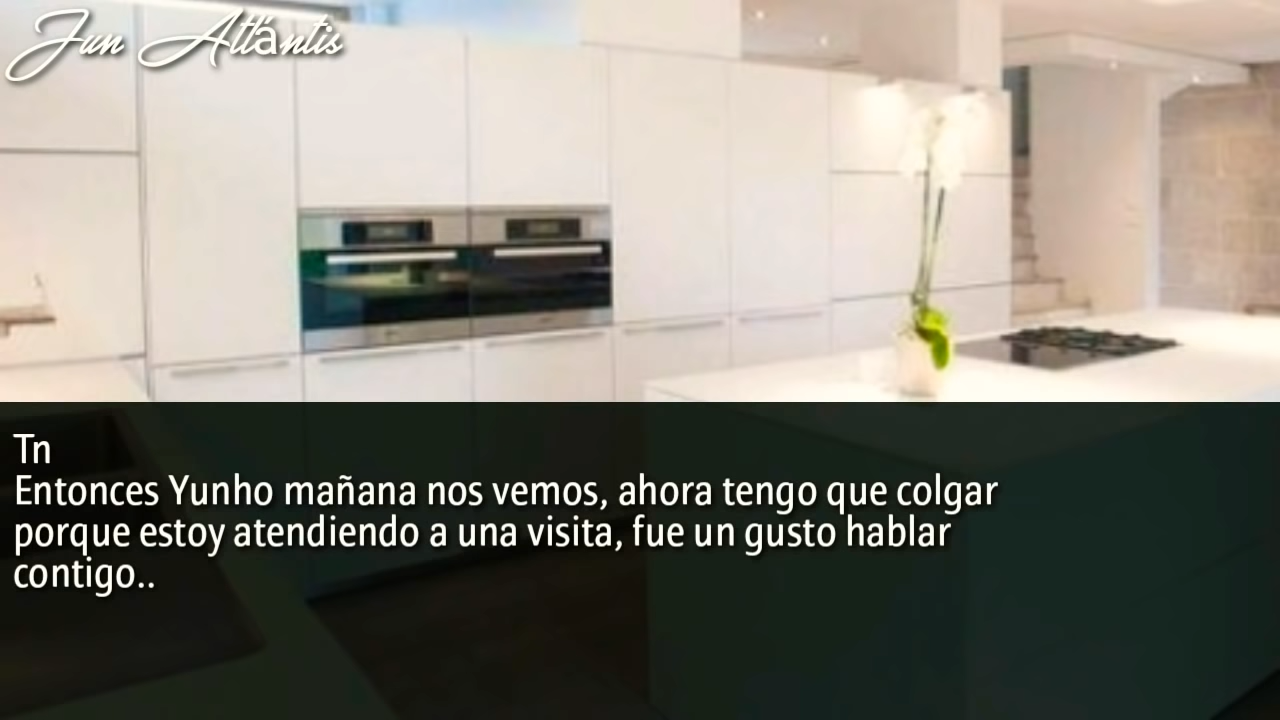 Jun Atlántis
Tn
Entonces Yunho mañana nos vemos, ahora tengo que colgar
porque estoy atendiendo a una visita, fue un gusto hablar
contigo..